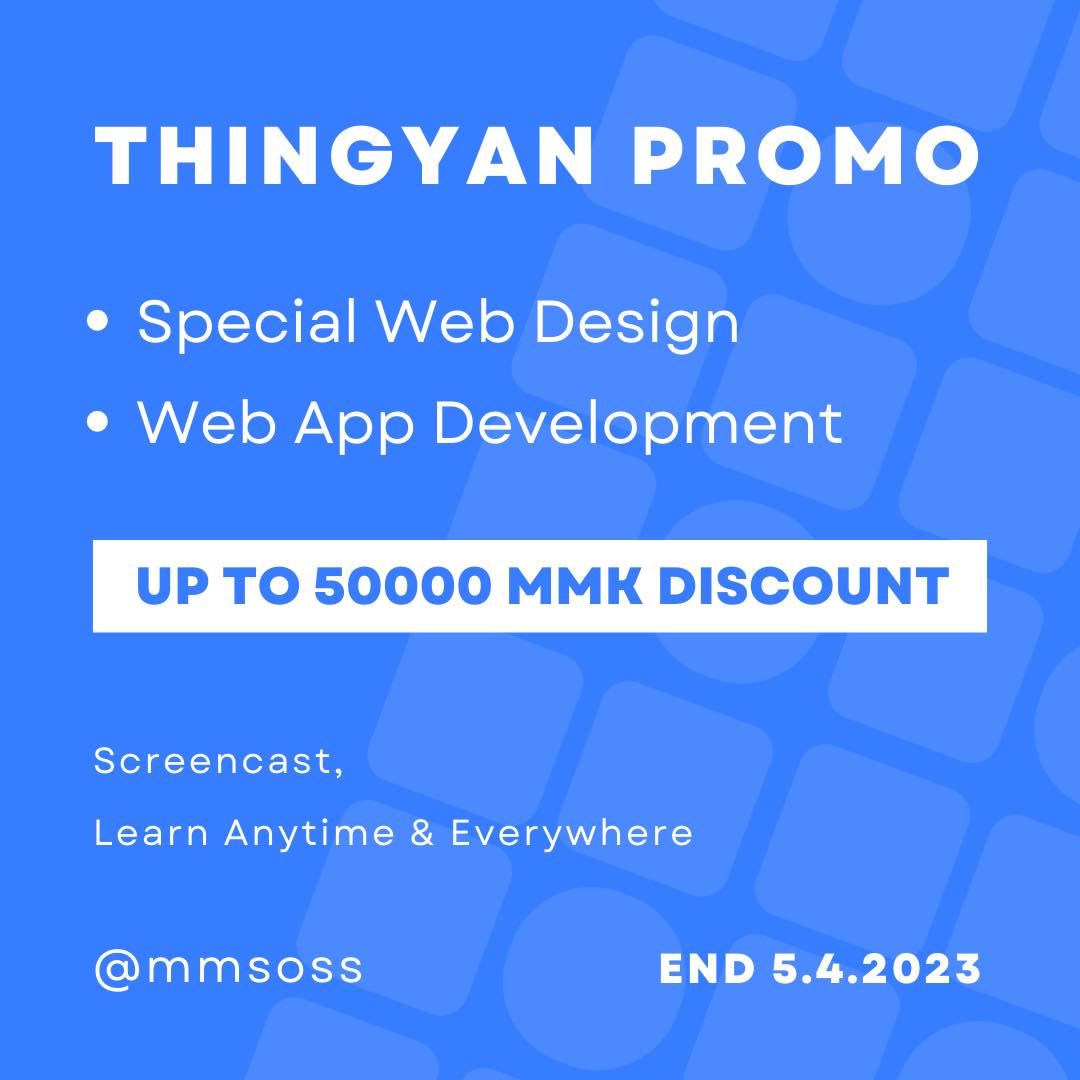 THINGYAN PROMO
• Special Web Design
• Web App Development
UP TO 50000 MMK DISCOUNT
Screencast,
Learn Anytime & Everywhere
@mmsoss
END 5.4.2023